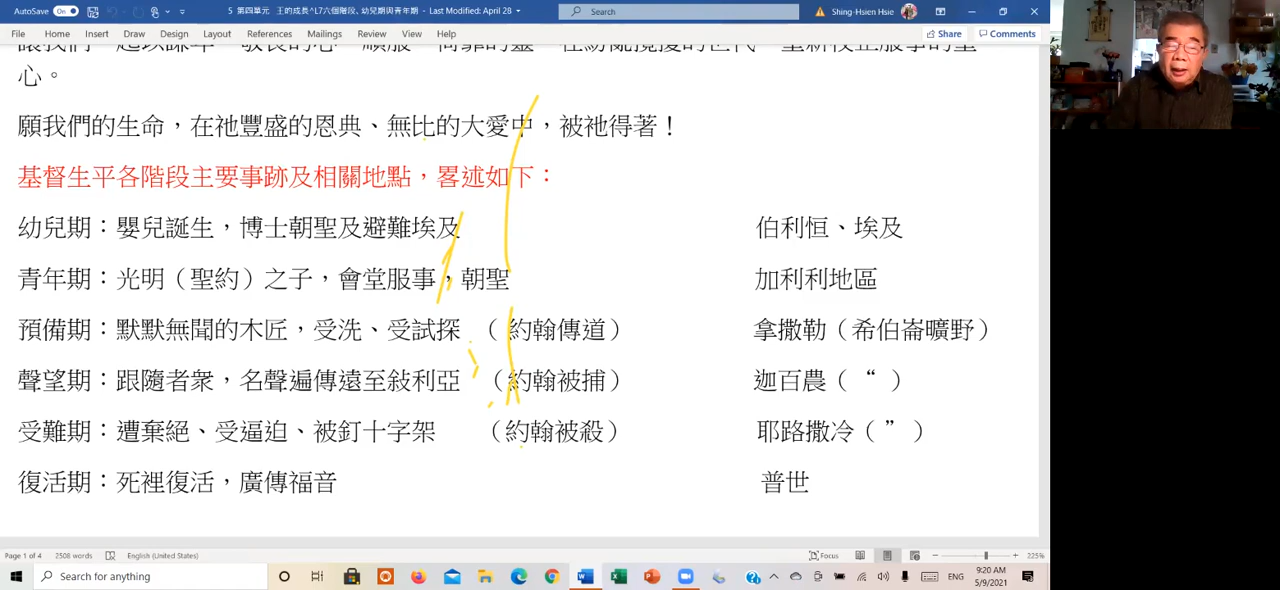 AutoSave On 5 第四單元 王的成長^L7六個階段, 幼兒期與青年期 - Last Modified: April 28 Search Shing-Hsien Hsie
File Home Insert Draw Design Layout References Mailings Review View Help Share Comments
心。
願我們的生命，在祂豐盛的恩典、無比的大愛中，被祂得著！
基督生平各階段主要事跡及相關地點，畧述如下：
幼兒期：嬰兒誕生，博士朝聖及避難埃及 伯利恒、埃及
青年期：光明（聖約）之子，會堂服事，朝聖 加利利地區
預備期：默默無聞的木匠，受洗、受試探 （約翰傳道） 拿撒勒（希伯崙曠野）
聲望期：跟隨者衆，名聲遍傳遠至敍利亞 （約翰被捕） 迦百農（ “ ）
受難期：遭棄絕、受逼迫、被釘十字架 （約翰被殺） 耶路撒冷（ ” ）
復活期：死裡復活，廣傳福音 普世
Page 1 of 4 2508 words English (United States) Focus 225%
Search for anything ENG 9:20 AM
5/9/2021